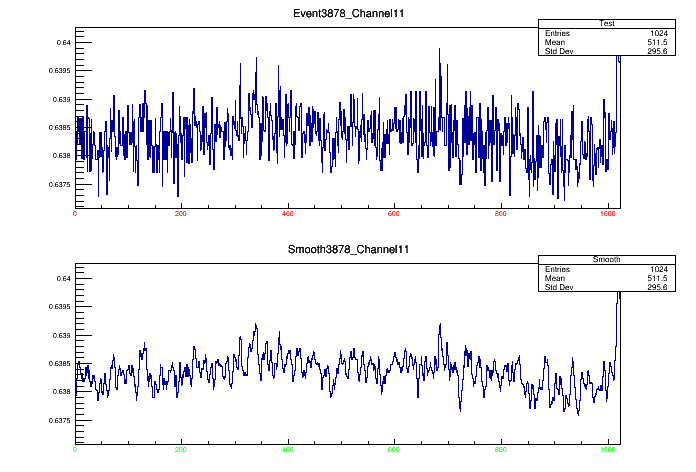 Event3878_Channel11
Test
Entries 1024
Mean 511.5
Std Dev 295.6
0.64
0.6395
0.639
0.6385
0.638
0.6375
0 200 400 600 800 1000
Smooth3878_Channel11
Smooth
Entries 1024
Mean 511.5
Std Dev 295.6
0.64
0.6395
0.639
0.6385
0.638
0.6375
0 200 400 600 800 1000